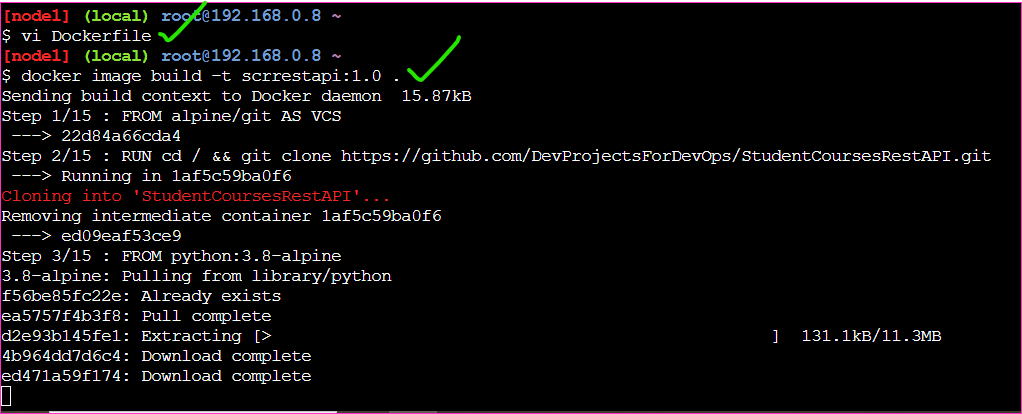 [node1] (local) root@192.168.0.8 ~
$ vi Dockerfile
[node1] (local) root@192.168.0.8 ~
$ docker image build -t scrrestapi:1.0 .
Sending build context to Docker daemon  15.87kB
Step 1/15 : FROM alpine/git AS VCS
 ---> 22d84a66cda4
Step 2/15 : RUN cd / && git clone https://github.com/DevProjectsForDevOps/StudentCoursesRestAPI.git
 ---> Running in 1af5c59ba0f6
Cloning into 'StudentCoursesRestAPI'...
Removing intermediate container 1af5c59ba0f6
 ---> ed09eaf53ce9
Step 3/15 : FROM python:3.8-alpine
3.8-alpine: Pulling from library/python
f56be85fc22e: Already exists
ea5757f4b3f8: Pull complete
d2e93b145fe1: Extracting [>                                                  ]  131.1kB/11.3MB
4b964dd7d6c4: Download complete
ed471a59f174: Download complete